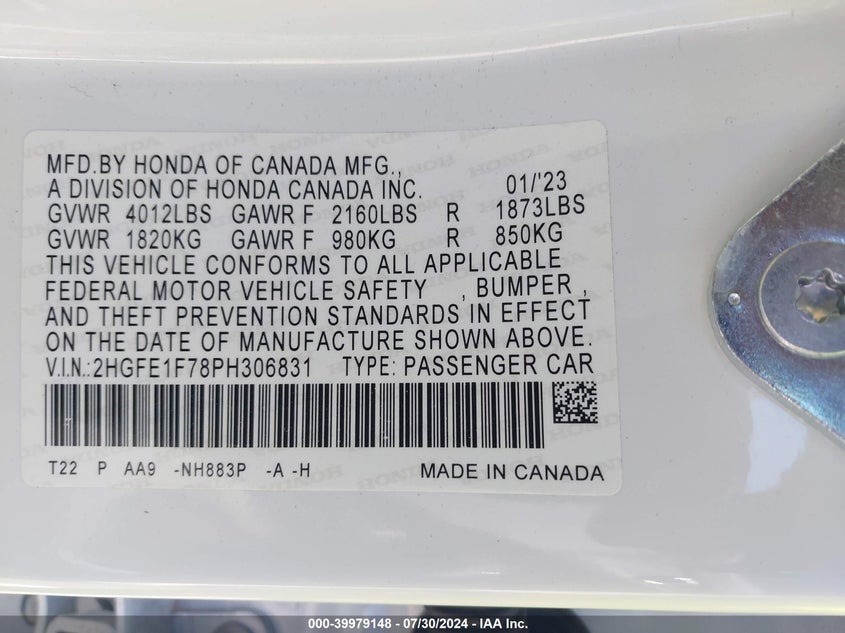 MFD.BY HONDA OF CANADA MFG.,
A DIVISION OF HONDA CANADA INC. 01/'23
GVWR 4012LBS GAWR F 2160LBS R 1873LBS
GVWR 1820KG GAWR F 980KG R 850KG
THIS VEHICLE CONFORMS TO ALL APPLICABLE
FEDERAL MOTOR VEHICLE SAFETY , BUMPER ,
AND THEFT PREVENTION STANDARDS IN EFFECT
ON THE DATE OF MANUFACTURE SHOWN ABOVE.
V.I.N.:2HGFE1F78PH306831 TYPE: PASSENGER CAR
T22 P AA9 -NH883P -A -H MADE IN CANADA
000-39979148 - 07/30/2024 - IAA Inc.